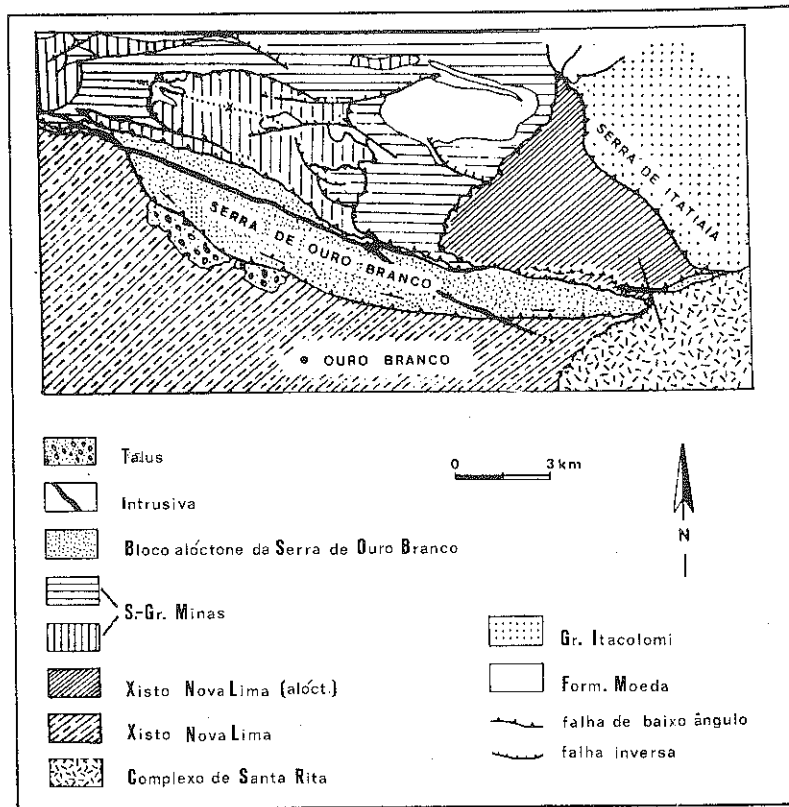 SERRA DE ITATIAIA
SERRA DE OURO BRANCO
OURO BRANCO
Tálus
Intrusiva
Bloco alóctone da Serra de Ouro Branco
S.-Gr. Minas
Xisto Nova Lima (alóct.)
Xisto Nova Lima
Complexo de Santa Rita
0 3 km
N
Gr. Itacolomi
Form. Moeda
falha de baixo ângulo
falha inversa